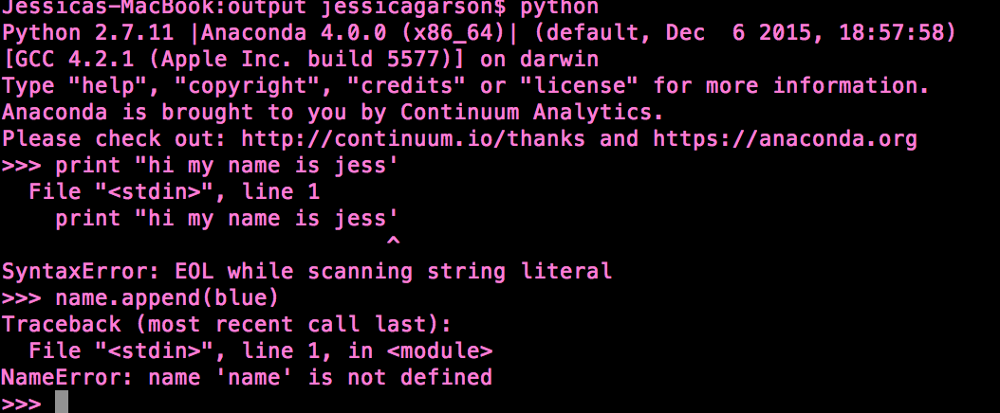 Jessicas-MacBook:output jessicagarson$ python
Python 2.7.11 |Anaconda 4.0.0 (x86_64)| (default, Dec  6 2015, 18:57:58)
[GCC 4.2.1 (Apple Inc. build 5577)] on darwin
Type "help", "copyright", "credits" or "license" for more information.
Anaconda is brought to you by Continuum Analytics.
Please check out: http://continuum.io/thanks and https://anaconda.org
>>> print "hi my name is jess'
  File "<stdin>", line 1
    print "hi my name is jess'
                             ^
SyntaxError: EOL while scanning string literal
>>> name.append(blue)
Traceback (most recent call last):
  File "<stdin>", line 1, in <module>
NameError: name 'name' is not defined
>>>